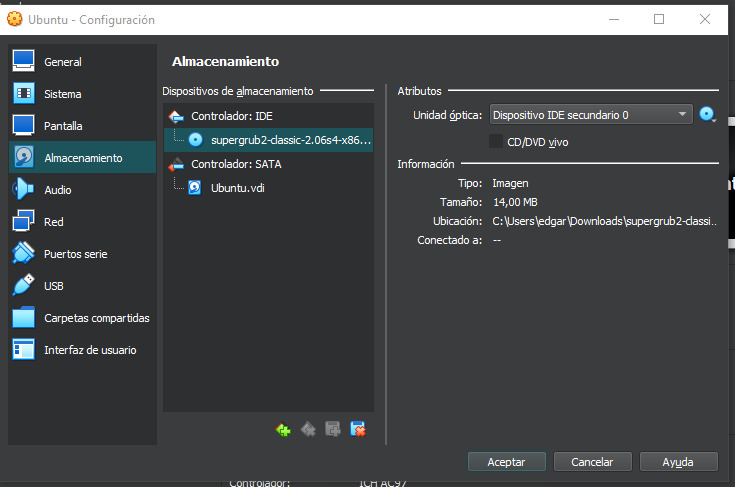 Ubuntu - Configuración
General
Sistema
Pantalla
Almacenamiento
Audio
Red
Puertos serie
USB
Carpetas compartidas
Interfaz de usuario
Almacenamiento
Dispositivos de almacenamiento
Controlador: IDE
supergrub2-classic-2.06s4-x86...
Controlador: SATA
Ubuntu.vdi
Atributos
Unidad óptica: Dispositivo IDE secundario 0
CD/DVD vivo
Información
Tipo: Imagen
Tamaño: 14,00 MB
Ubicación: C:\Users\edgar\Downloads\supergrub2-classi..
Conectado a: --
Aceptar
Cancelar
Ayuda
Controlador: ICH AC97